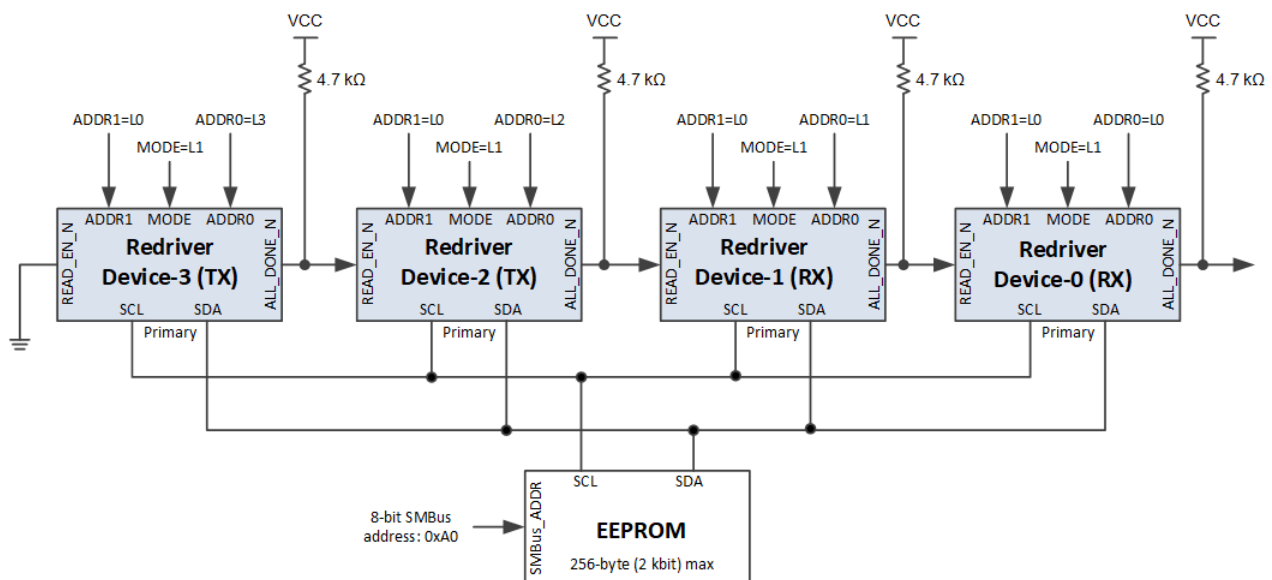 VCC
VCC
VCC
VCC
4.7 kΩ
4.7 kΩ
4.7 kΩ
4.7 kΩ
ADDR1=L0
ADDR0=L3
MODE=L1
ADDR1=L0
ADDR0=L2
MODE=L1
ADDR1=L0
ADDR0=L1
MODE=L1
ADDR1=L0
ADDR0=L0
MODE=L1
READ_EN_N
ADDR1
MODE
ADDR0
ALL_DONE_N
Redriver
Device-3 (TX)
SCL
SDA
Primary
READ_EN_N
ADDR1
MODE
ADDR0
ALL_DONE_N
Redriver
Device-2 (TX)
SCL
SDA
Primary
READ_EN_N
ADDR1
MODE
ADDR0
ALL_DONE_N
Redriver
Device-1 (RX)
SCL
SDA
Primary
READ_EN_N
ADDR1
MODE
ADDR0
ALL_DONE_N
Redriver
Device-0 (RX)
SCL
SDA
Primary
8-bit SMBus
address: 0xA0
SMBus_ADDR
SCL
SDA
EEPROM
256-byte (2 kbit) max